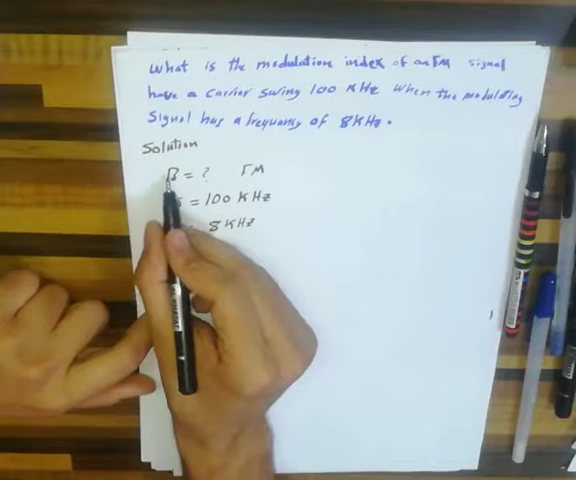 What is the modulation index of an FM signal
have a carrier swing 100 KHz when the modulating
Signal has a frequency of 8KHz.
Solution
β = ? FM
= 100 KHz
8 KHz